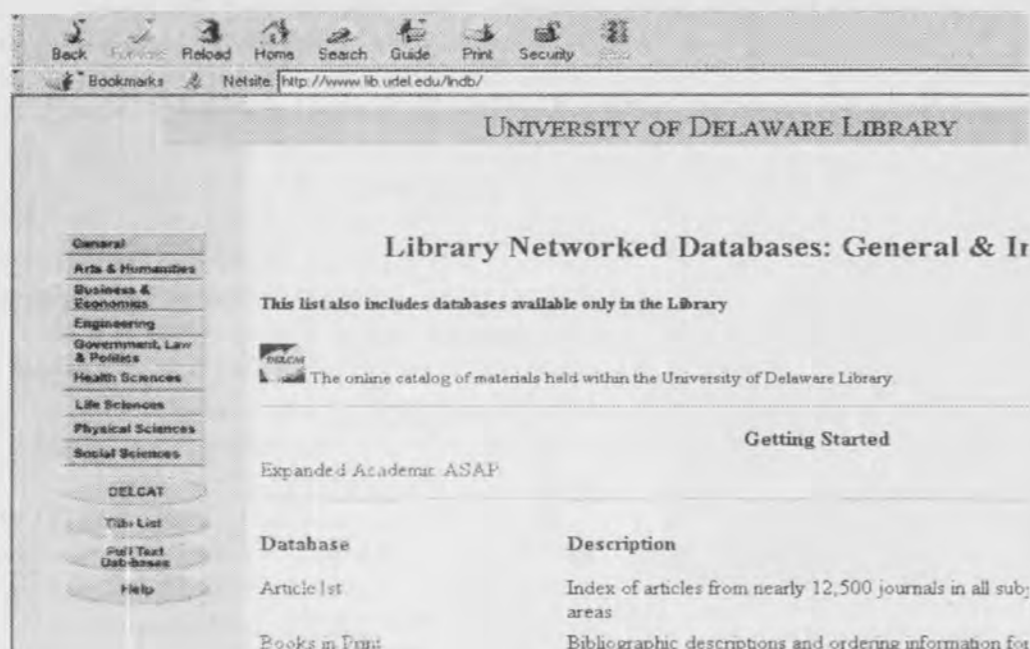 Back Forward Reload Home Search Guide Print Security
Bookmarks Netsite: http://www.lib.udel.edu/lndb/
UNIVERSITY OF DELAWARE LIBRARY
General
Arts & Humanities
Business &
Economics
Engineering
Government, Law
& Politics
Health Sciences
Life Sciences
Physical Sciences
Social Sciences
DELCAT
Title List
Full Text
Databases
Help
Library Networked Databases: General & In
This list also includes databases available only in the Library
DELCAT
The online catalog of materials held within the University of Delaware Library
Getting Started
Expanded Academic ASAP
Database Description
Article1st Index of articles from nearly 12,500 journals in all subj
areas
Books in Print Bibliographic descriptions and ordering information for